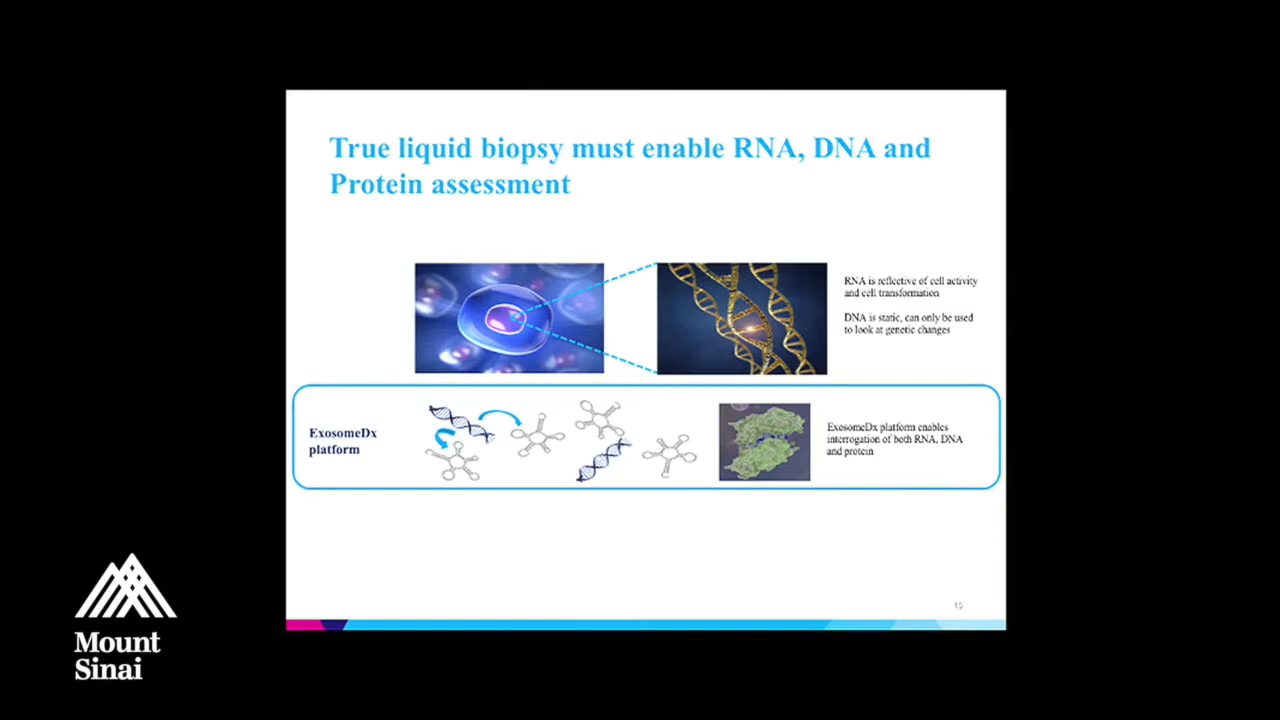 True liquid biopsy must enable RNA, DNA and
Protein assessment
RNA is reflective of cell activity
and cell transformation
DNA is static, can only be used
to look at genetic changes
ExosomeDx
platform
ExosomeDx platform enables
interrogation of both RNA, DNA
and protein
15
Mount
Sinai